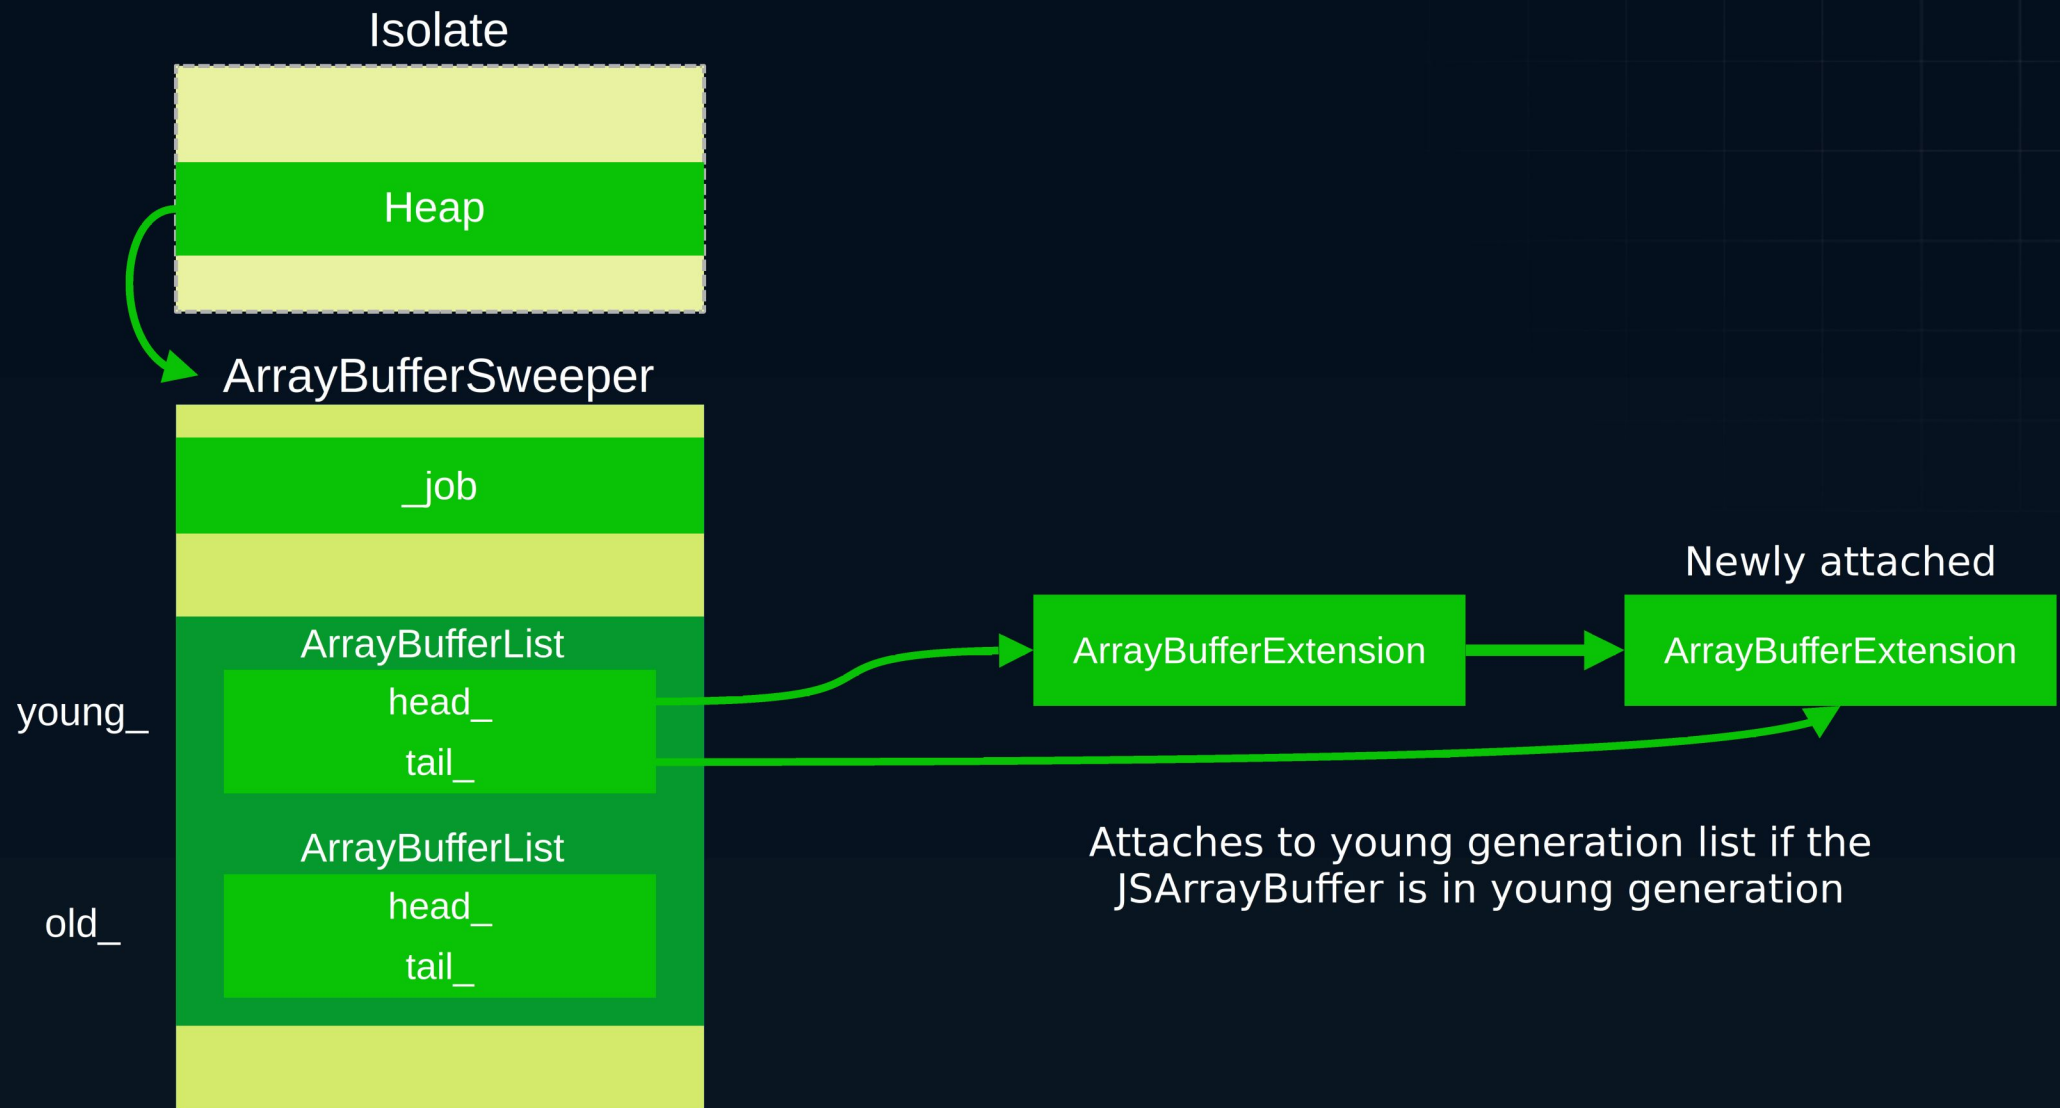 Isolate
Heap
ArrayBufferSweeper
_job
ArrayBufferList
young_
head_
tail_
ArrayBufferList
old_
head_
tail_
Newly attached
ArrayBufferExtension
ArrayBufferExtension
Attaches to young generation list if the
JSArrayBuffer is in young generation